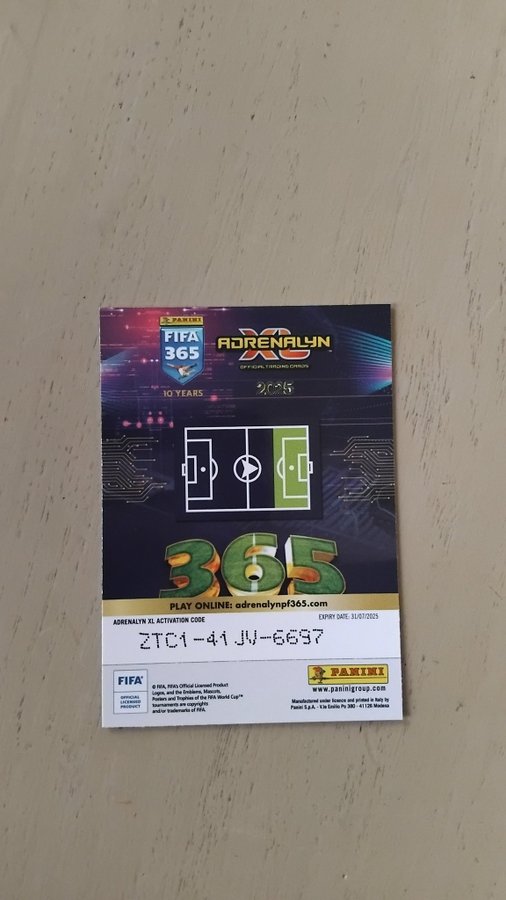 PANINI
FIFA
365
10 YEARS
ADRENALYN
XL
OFFICIAL TRADING CARDS
2025
365
PLAY ONLINE: adrenalynpf365.com
ADRENALYN XL ACTIVATION CODE
EXPIRY DATE: 31/07/2025
ZTC1-41JV-6697
FIFA®
OFFICIAL
LICENSED
PRODUCT
© FIFA, FIFA's Official Licensed Product
Logos, and the Emblems, Mascots,
Posters and Trophies of the FIFA World Cup™
tournaments are copyrights
and/or trademarks of FIFA.
PANINI
www.paninigroup.com
Manufactured under licence and printed in Italy by
Panini S.p.A. - V.le Emilio Po 380 - 41126 Modena